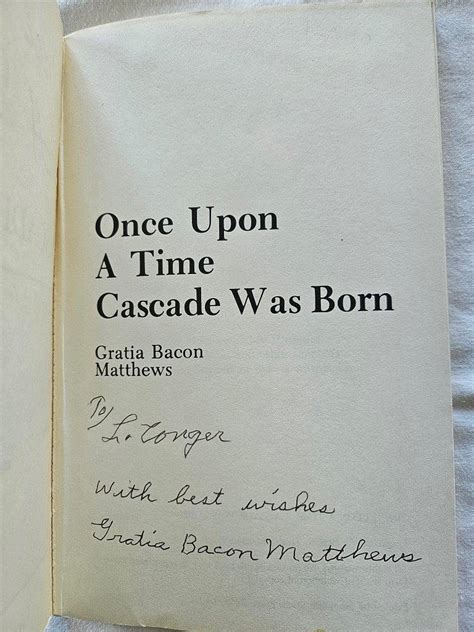 Once Upon
A Time
Cascade Was Born
Gratia Bacon
Matthews
To/
L. Conger
With best wishes
Gratia Bacon Matthews